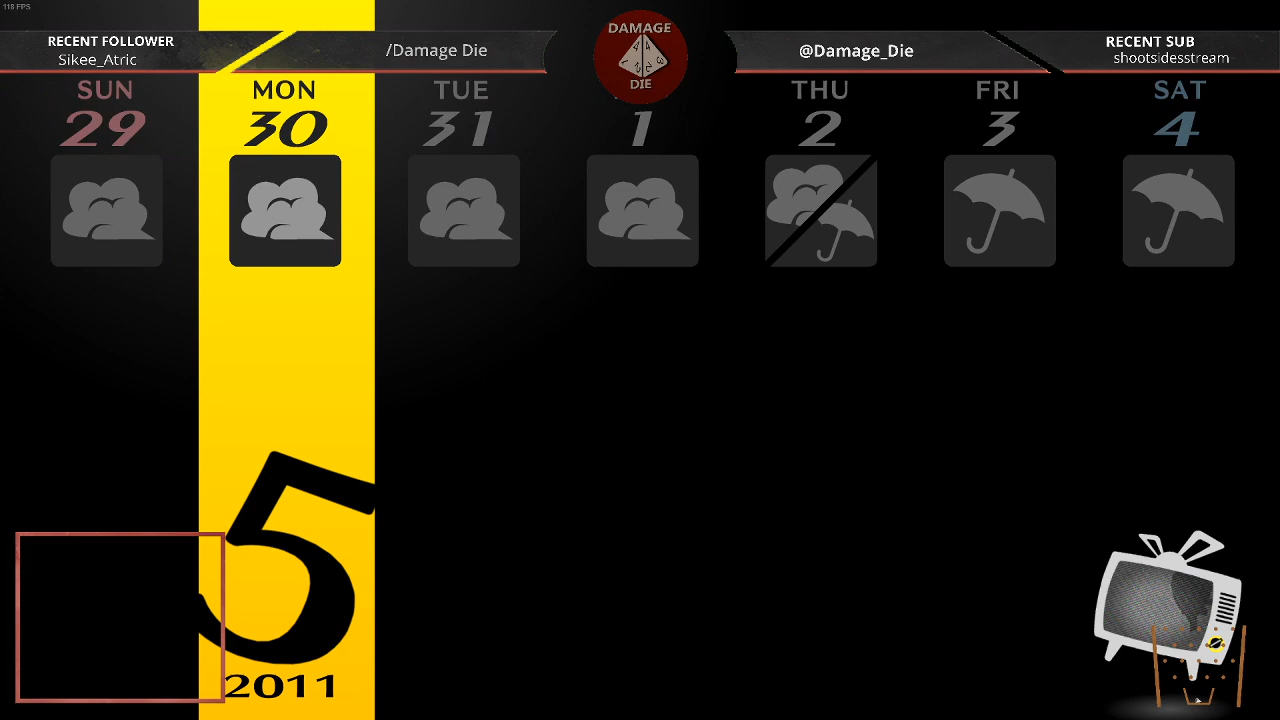 118 FPS
RECENT FOLLOWER
Sikee_Atric
/Damage Die
DAMAGE
DIE
@Damage_Die
RECENT SUB
shootsidesstream
SUN
MON
TUE
THU
FRI
SAT
29
30
31
1
2
3
4
5
2011